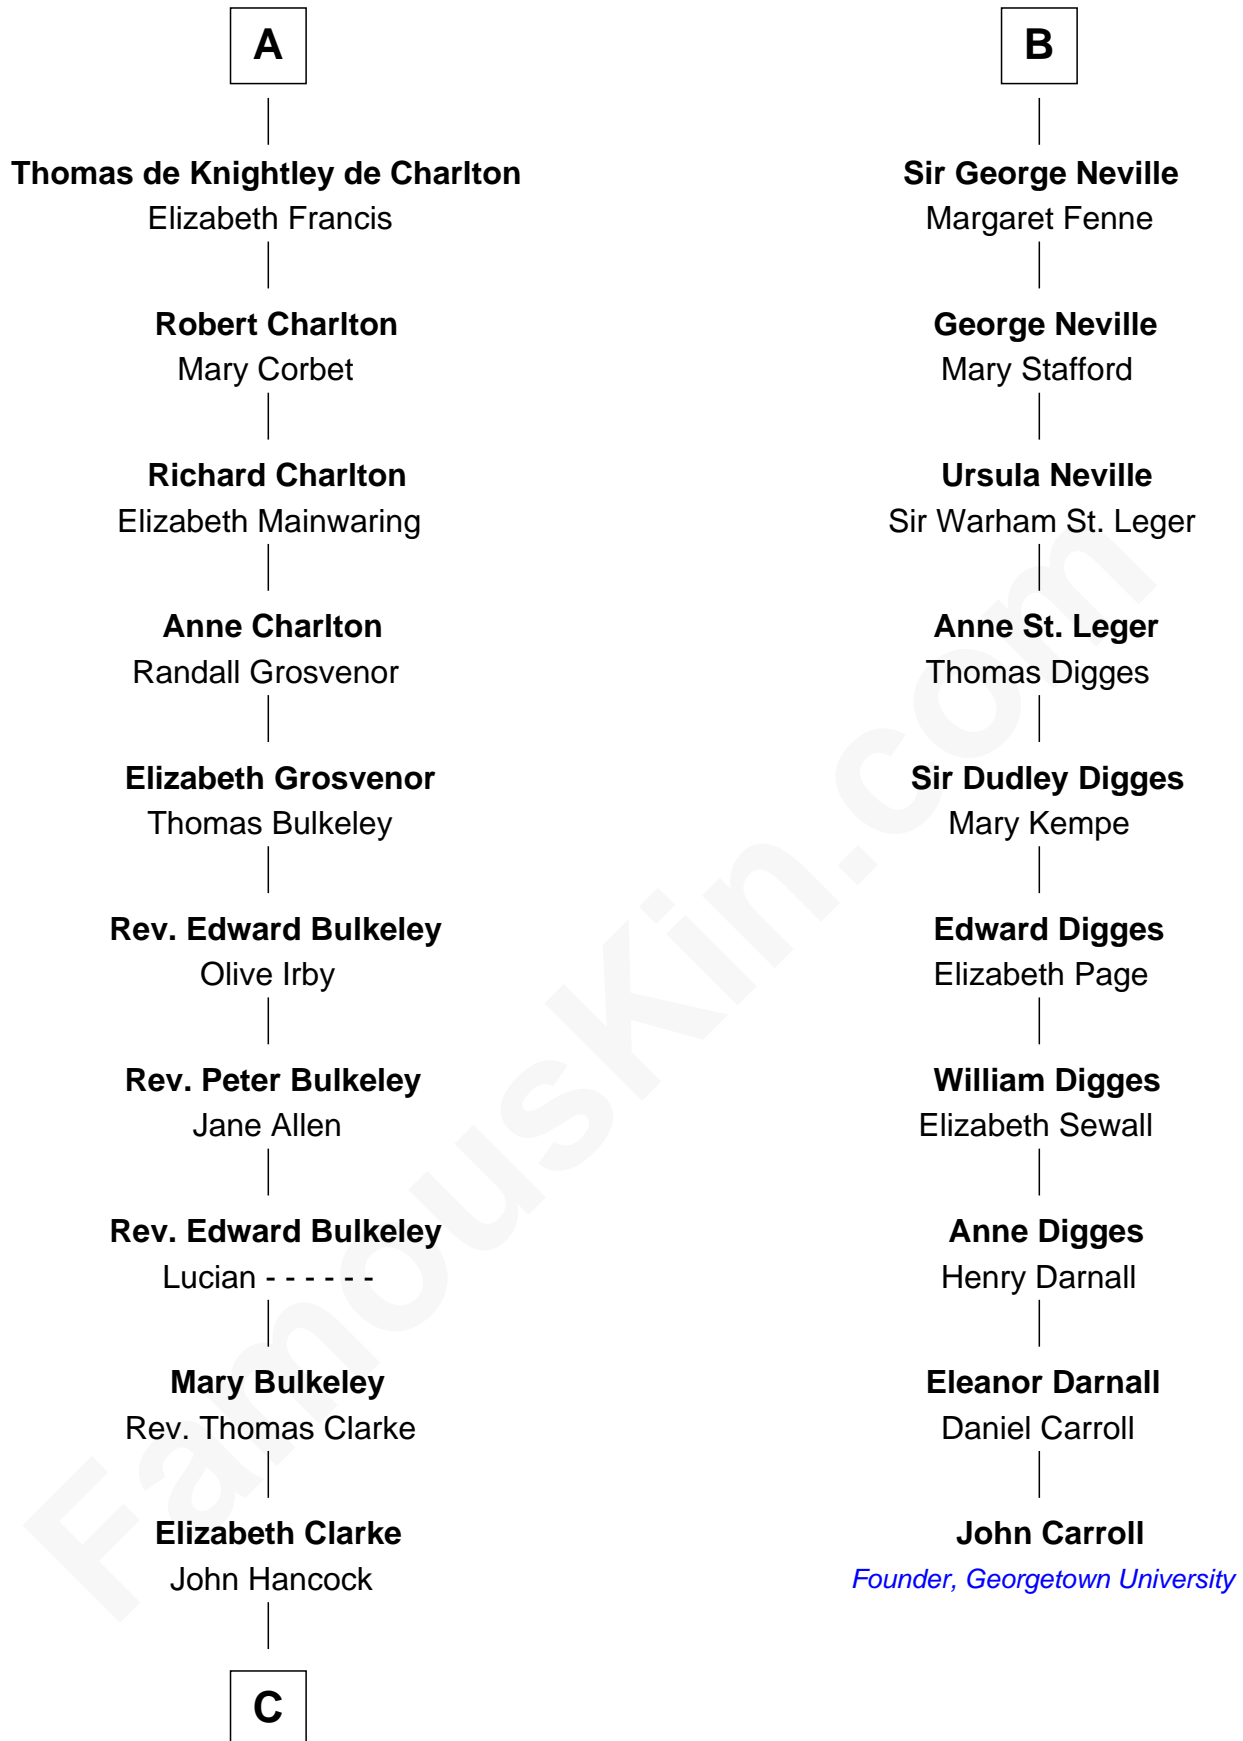 A
Thomas de Knightley de Charlton
Elizabeth Francis
Robert Charlton
Mary Corbet
Richard Charlton
Elizabeth Mainwaring
Anne Charlton
Randall Grosvenor
Elizabeth Grosvenor
Thomas Bulkeley
Rev. Edward Bulkeley
Olive Irby
Rev. Peter Bulkeley
Jane Allen
Rev. Edward Bulkeley
Lucian - - - - - -
Mary Bulkeley
Rev. Thomas Clarke
Elizabeth Clarke
John Hancock
C
B
Sir George Neville
Margaret Fenne
George Neville
Mary Stafford
Ursula Neville
Sir Warham St. Leger
Anne St. Leger
Thomas Digges
Sir Dudley Digges
Mary Kempe
Edward Digges
Elizabeth Page
William Digges
Elizabeth Sewall
Anne Digges
Henry Darnall
Eleanor Darnall
Daniel Carroll
John Carroll
Founder, Georgetown University
FamousKin.com